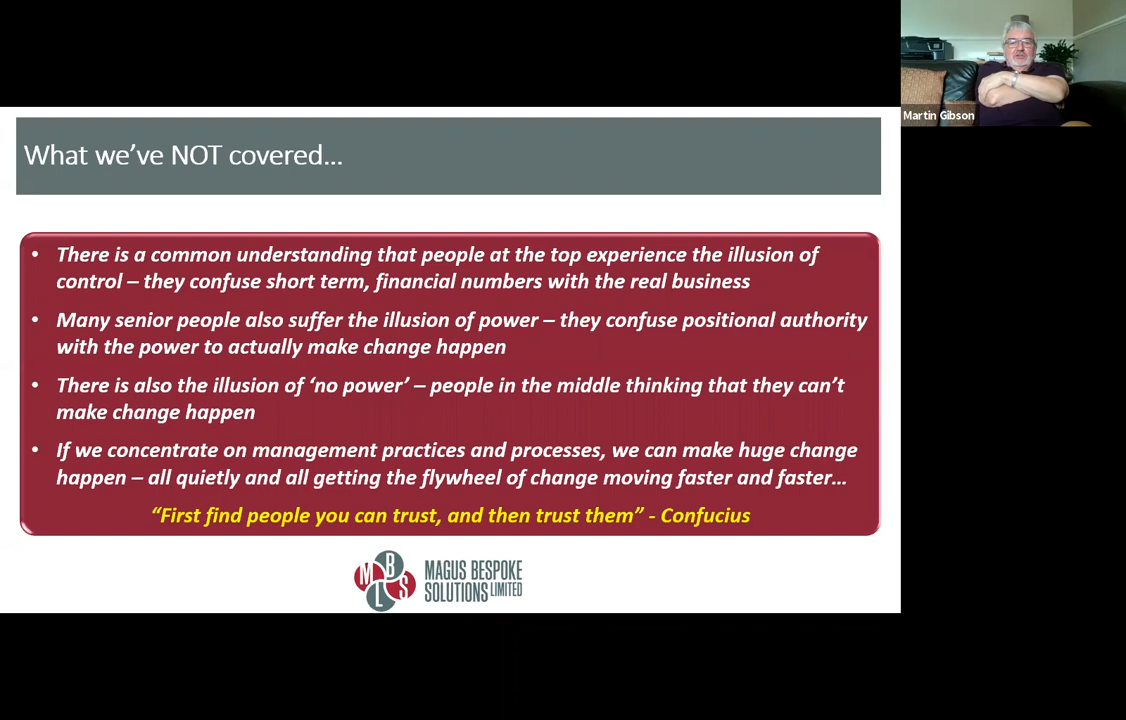 Martin Gibson
What we’ve NOT covered…
• There is a common understanding that people at the top experience the illusion of
control – they confuse short term, financial numbers with the real business
• Many senior people also suffer the illusion of power – they confuse positional authority
with the power to actually make change happen
• There is also the illusion of ‘no power’ – people in the middle thinking that they can’t
make change happen
• If we concentrate on management practices and processes, we can make huge change
happen – all quietly and all getting the flywheel of change moving faster and faster…
“First find people you can trust, and then trust them” - Confucius
M B L S
MAGUS BESPOKE
SOLUTIONS LIMITED